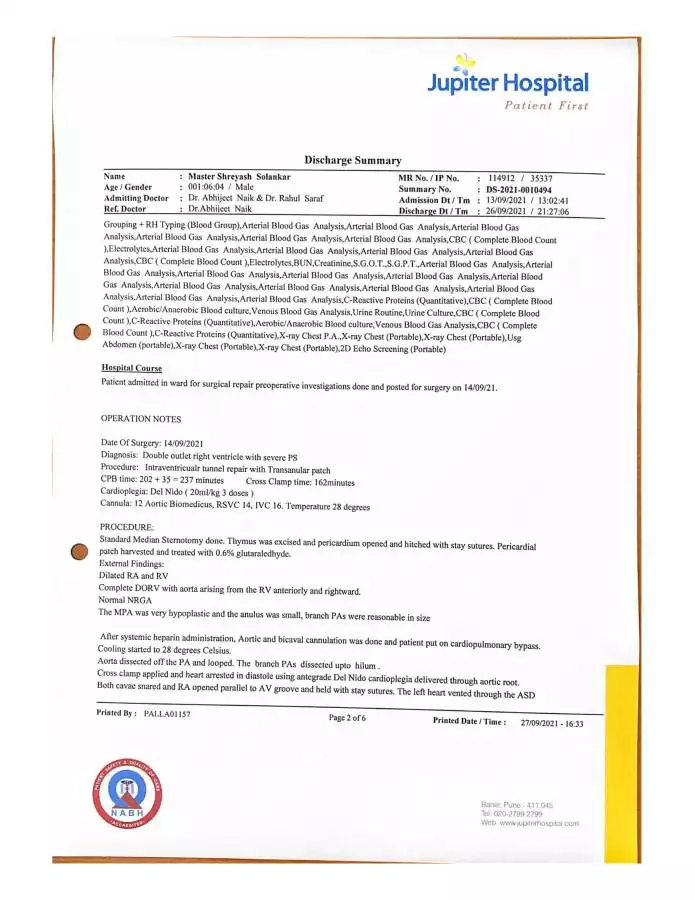 Jupiter Hospital
Patient First
Discharge Summary
Name : Master Shreyash Solankar MR No. / IP No. : 114912 / 35337
Age / Gender : 001:06:04 / Male Summary No. : DS-2021-0010494
Admitting Doctor : Dr. Abhijeet Naik & Dr. Rahul Saraf Admission Dt / Tm : 13/09/2021 / 13:02:41
Ref. Doctor : Dr.Abhijeet Naik Discharge Dt / Tm : 26/09/2021 / 21:27:06
Grouping + RH Typing (Blood Group),Arterial Blood Gas Analysis,Arterial Blood Gas Analysis,Arterial Blood Gas
Analysis,Arterial Blood Gas Analysis,Arterial Blood Gas Analysis,Arterial Blood Gas Analysis,CBC ( Complete Blood Count
),Electrolytes,Arterial Blood Gas Analysis,Arterial Blood Gas Analysis,Arterial Blood Gas Analysis,Arterial Blood Gas
Analysis,CBC ( Complete Blood Count ),Electrolytes,BUN,Creatinine,S.G.O.T.,S.G.P.T.,Arterial Blood Gas Analysis,Arterial
Blood Gas Analysis,Arterial Blood Gas Analysis,Arterial Blood Gas Analysis,Arterial Blood Gas Analysis,Arterial Blood
Gas Analysis,Arterial Blood Gas Analysis,Arterial Blood Gas Analysis,Arterial Blood Gas Analysis,Arterial Blood Gas
Analysis,Arterial Blood Gas Analysis,Arterial Blood Gas Analysis,C-Reactive Proteins (Quantitative),CBC ( Complete Blood
Count ),Aerobic/Anaerobic Blood culture,Venous Blood Gas Analysis,Urine Routine,Urine Culture,CBC ( Complete Blood
Count ),C-Reactive Proteins (Quantitative),Aerobic/Anaerobic Blood culture,Venous Blood Gas Analysis,CBC ( Complete
Blood Count ),C-Reactive Proteins (Quantitative),X-ray Chest P.A.,X-ray Chest (Portable),X-ray Chest (Portable),Usg
Abdomen (portable),X-ray Chest (Portable),X-ray Chest (Portable),2D Echo Screening (Portable)
Hospital Course
Patient admitted in ward for surgical repair preoperative investigations done and posted for surgery on 14/09/21.
OPERATION NOTES
Date Of Surgery: 14/09/2021
Diagnosis: Double outlet right ventricle with severe PS
Procedure: Intraventricualr tunnel repair with Transanular patch
CPB time: 202 + 35 = 237 minutes Cross Clamp time: 162minutes
Cardioplegia: Del Nido ( 20ml/kg 3 doses )
Cannula: 12 Aortic Biomedicus, RSVC 14, IVC 16. Temperature 28 degrees
PROCEDURE:
Standard Median Sternotomy done. Thymus was excised and pericardium opened and hitched with stay sutures. Pericardial
patch harvested and treated with 0.6% glutaraledhyde.
External Findings:
Dilated RA and RV
Complete DORV with aorta arising from the RV anteriorly and rightward.
Normal NRGA
The MPA was very hypoplastic and the anulus was small, branch PAs were reasonable in size
After systemic heparin administration, Aortic and bicaval cannulation was done and patient put on cardiopulmonary bypass.
Cooling started to 28 degrees Celsius.
Aorta dissected off the PA and looped. The branch PAs dissected upto hilum .
Cross clamp applied and heart arrested in diastole using antegrade Del Nido cardioplegia delivered through aortic root.
Both cavae snared and RA opened parallel to AV groove and held with stay sutures. The left heart vented through the ASD
Printed By : PALLA01157 Page 2 of 6 Printed Date / Time : 27/09/2021 - 16:33
PATIENT SAFETY & QUALITY OF CARE
NABH
ACCREDITED
Baner, Pune - 411 045
Tel: 020-2799 2799
Web: www.jupiterhospital.com